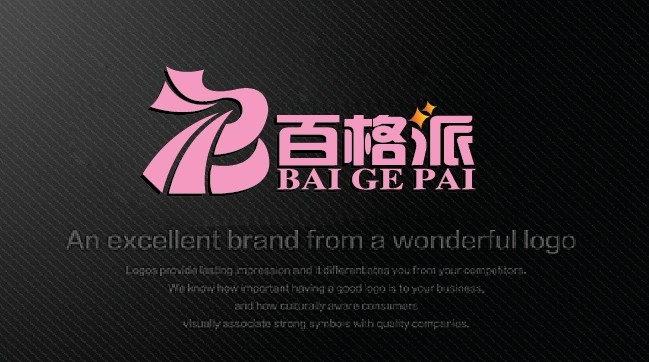 百格派
BAI GE PAI
An excellent brand from a wonderful logo
Logos provide lasting impression and it differentiates you from your competitors.
We know how important having a good logo is to your business,
and how culturally aware consumers
visually associate strong symbols with quality companies.